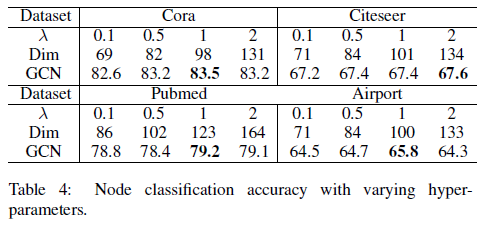 Dataset Cora Citeseer
λ 0.1 0.5 1 2 0.1 0.5 1 2
Dim 69 82 98 131 71 84 101 134
GCN 82.6 83.2 83.5 83.2 67.2 67.4 67.4 67.6
Dataset Pubmed Airport
λ 0.1 0.5 1 2 0.1 0.5 1 2
Dim 86 102 123 164 71 84 100 133
GCN 78.8 78.4 79.2 79.1 64.5 64.7 65.8 64.3
Table 4: Node classification accuracy with varying hyper-
parameters.